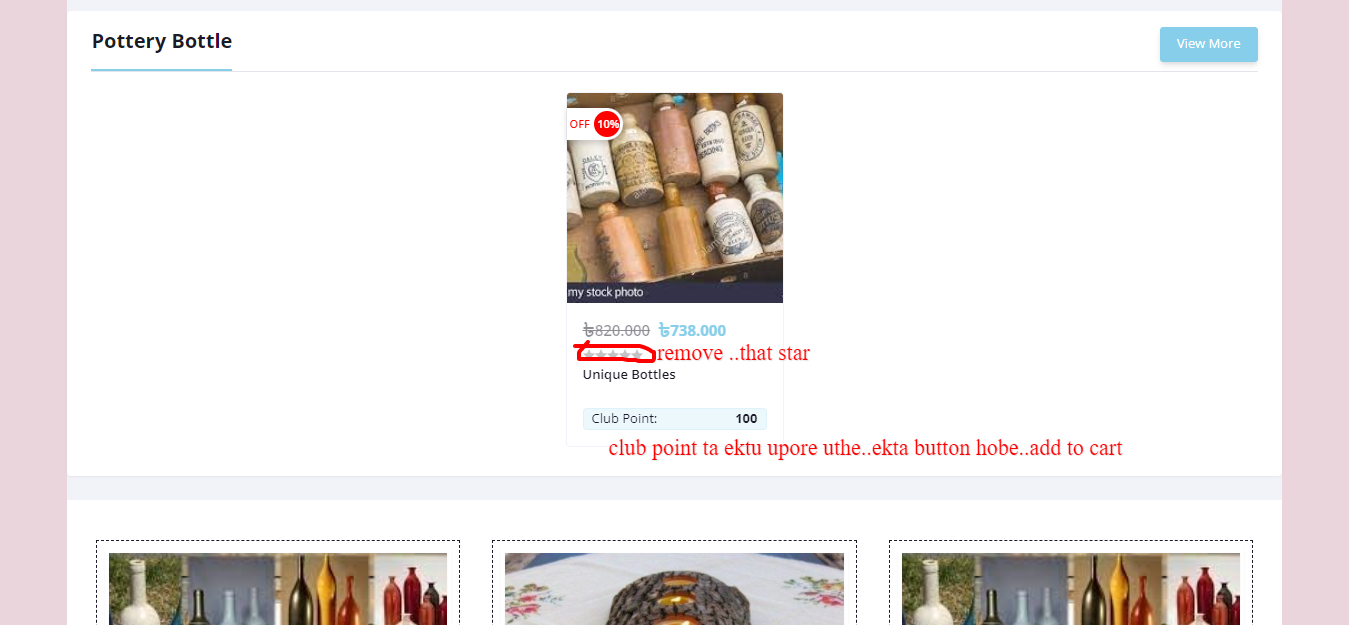 Pottery Bottle
View More
OFF 10%
my stock photo
৳820.000 ৳738.000
remove ..that star
Unique Bottles
Club Point: 100
club point ta ektu upore uthe..ekta button hobe..add to cart